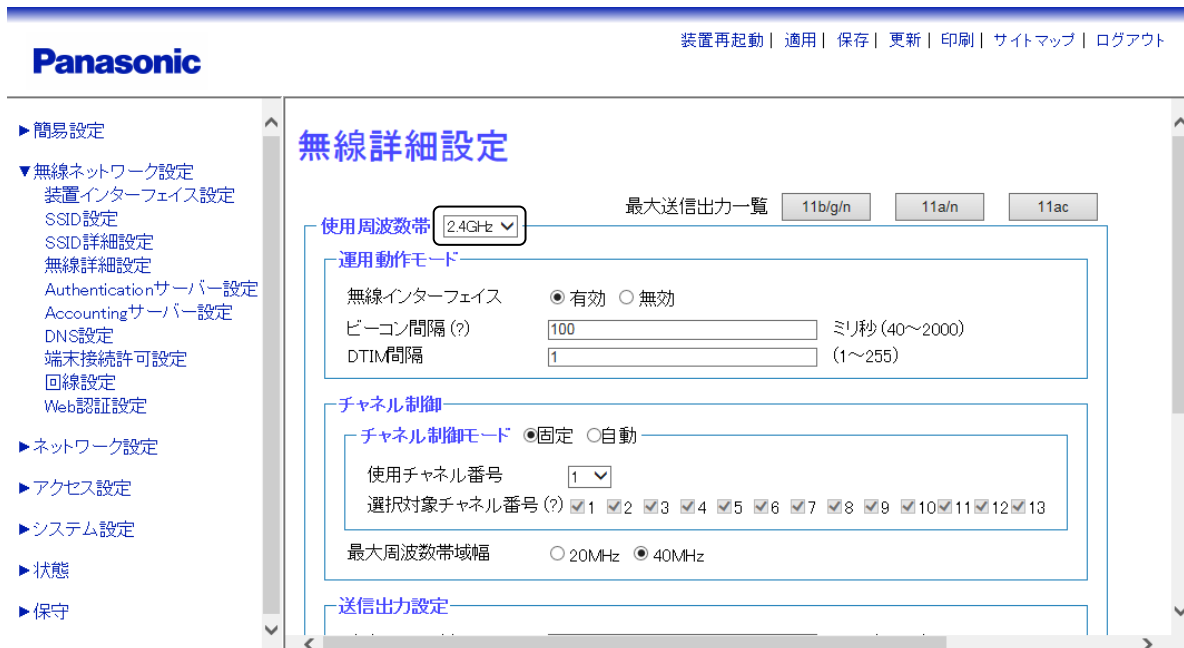 装置再起動| 適用| 保存| 更新| 印刷| サイトマップ| ログアウト
Panasonic
▶簡易設定
▼無線ネットワーク設定
装置インターフェイス設定
SSID設定
SSID詳細設定
無線詳細設定
Authenticationサーバー設定
Accountingサーバー設定
DNS設定
端末接続許可設定
回線設定
Web認証設定
▶ネットワーク設定
▶アクセス設定
▶システム設定
▶状態
▶保守
無線詳細設定
最大送信出力一覧 11b/g/n 11a/n 11ac
使用周波数帯 2.4GHz
運用動作モード
無線インターフェイス 有効 無効
ビーコン間隔(?) 100 ミリ秒(40～2000)
DTIM間隔 1 (1～255)
チャネル制御
チャネル制御モード 固定 自動
使用チャネル番号 1
選択対象チャネル番号(?) 1 2 3 4 5 6 7 8 9 10 11 12 13
最大周波数帯域幅 20MHz 40MHz
送信出力設定